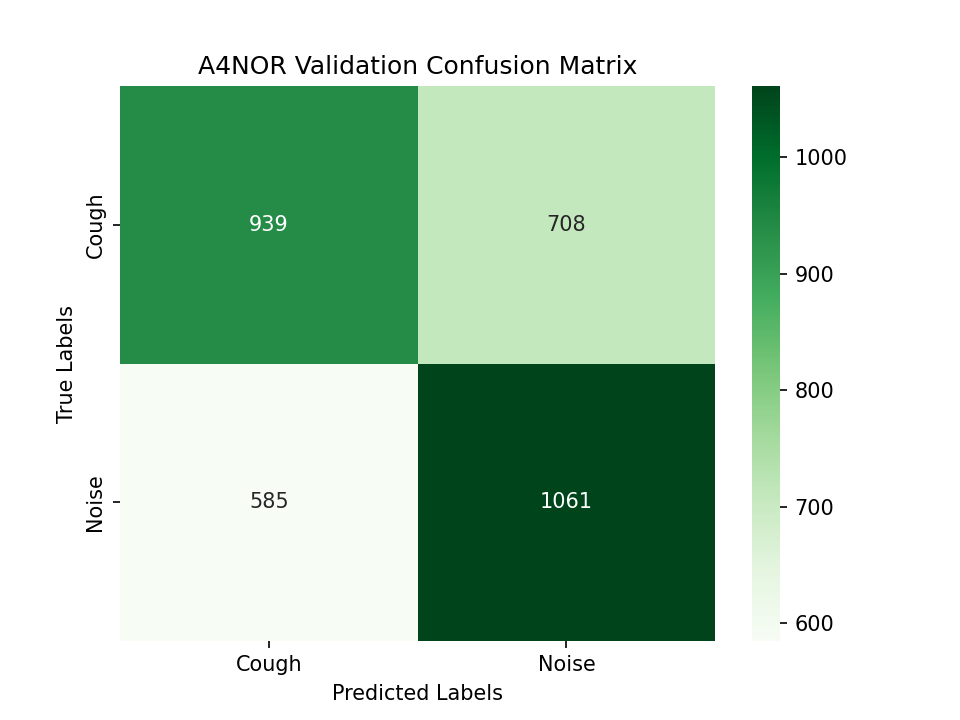 A4NOR Validation Confusion Matrix
True Labels
Cough
Noise
939
708
585
1061
Cough
Noise
Predicted Labels
1000
900
800
700
600